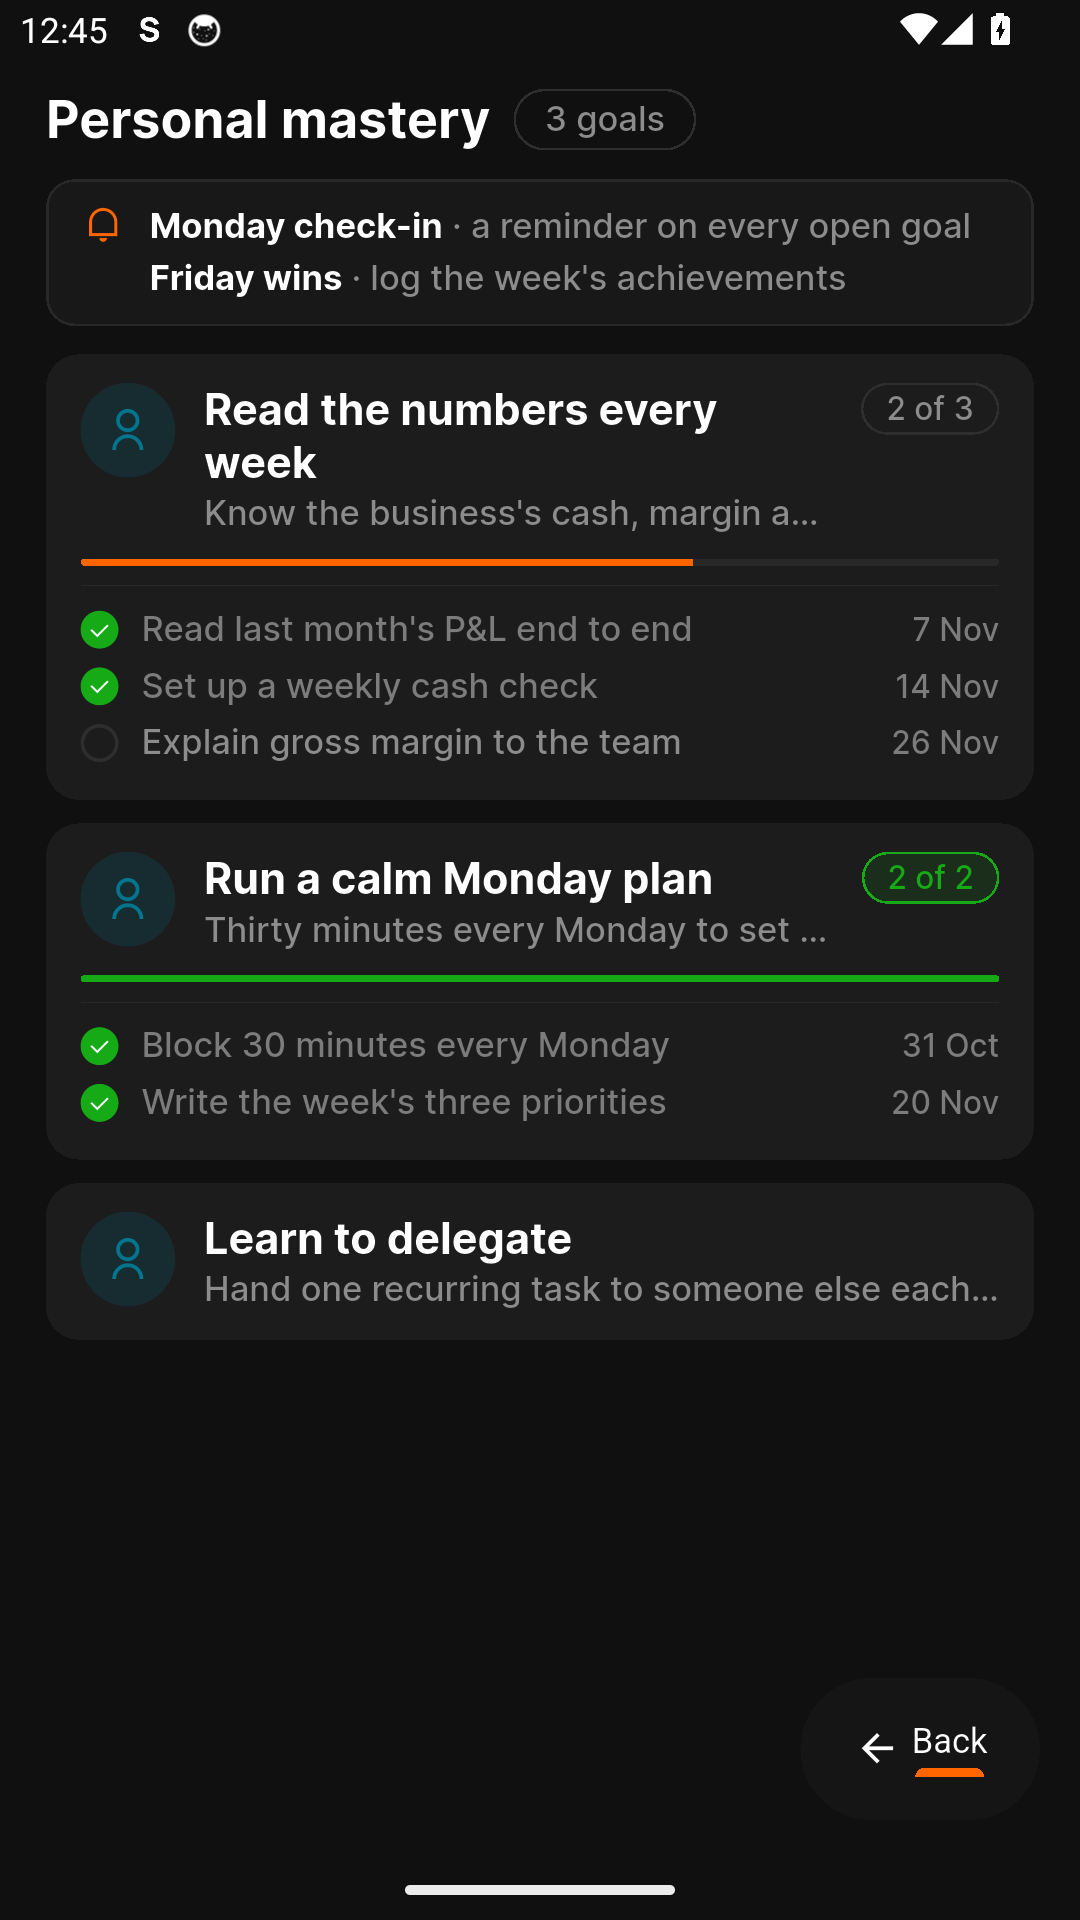 12:45 S
Personal mastery 3 goals
Monday check-in · a reminder on every open goal
Friday wins · log the week's achievements
Read the numbers every
week
2 of 3
Know the business's cash, margin a...
Read last month's P&L end to end 7 Nov
Set up a weekly cash check 14 Nov
Explain gross margin to the team 26 Nov
Run a calm Monday plan 2 of 2
Thirty minutes every Monday to set ...
Block 30 minutes every Monday 31 Oct
Write the week's three priorities 20 Nov
Learn to delegate
Hand one recurring task to someone else each...
Back